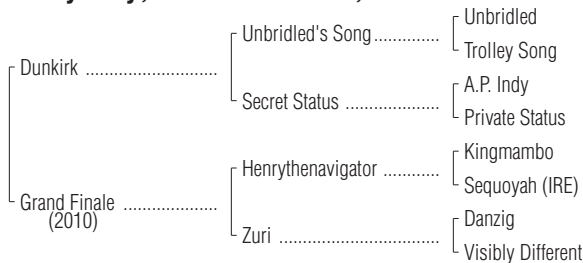 Unbridled
Unbridled's Song
Trolley Song
Dunkirk
A.P. Indy
Secret Status
Private Status
Kingmambo
Henrythenavigator
Sequoyah (IRE)
Grand Finale
(2010)
Danzig
Zuri
Visibly Different